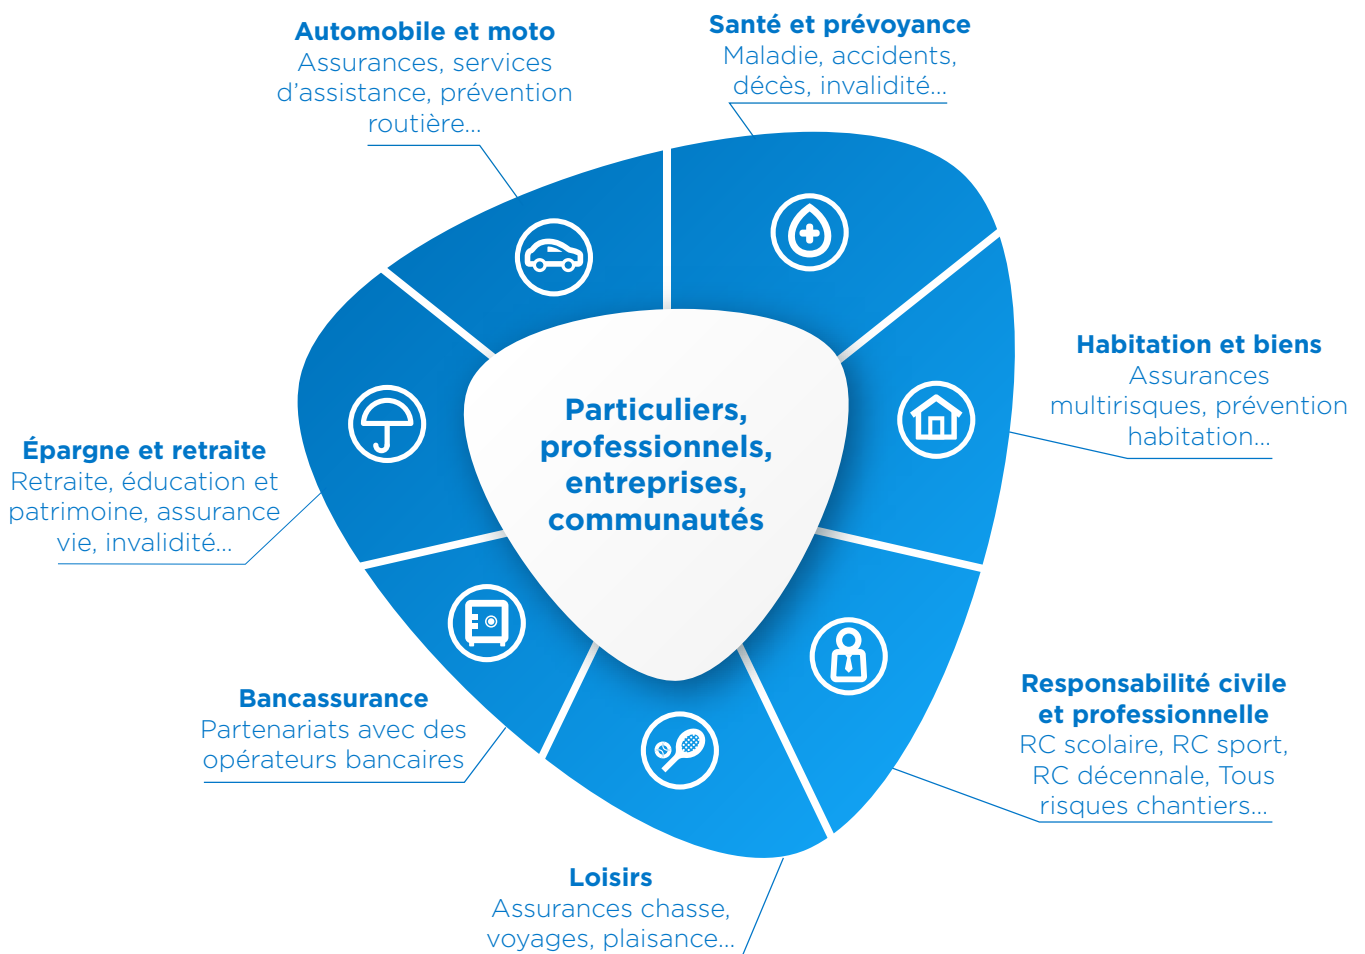 Automobile et moto
Assurances, services
d’assistance, prévention
routière...
Santé et prévoyance
Maladie, accidents,
décès, invalidité...
Habitation et biens
Assurances
multirisques, prévention
habitation...
Particuliers,
professionnels,
entreprises,
communautés
Épargne et retraite
Retraite, éducation et
patrimoine, assurance
vie, invalidité...
Responsabilité civile
et professionnelle
RC scolaire, RC sport,
RC décennale, Tous
risques chantiers...
Bancassurance
Partenariats avec des
opérateurs bancaires
Loisirs
Assurances chasse,
voyages, plaisance...